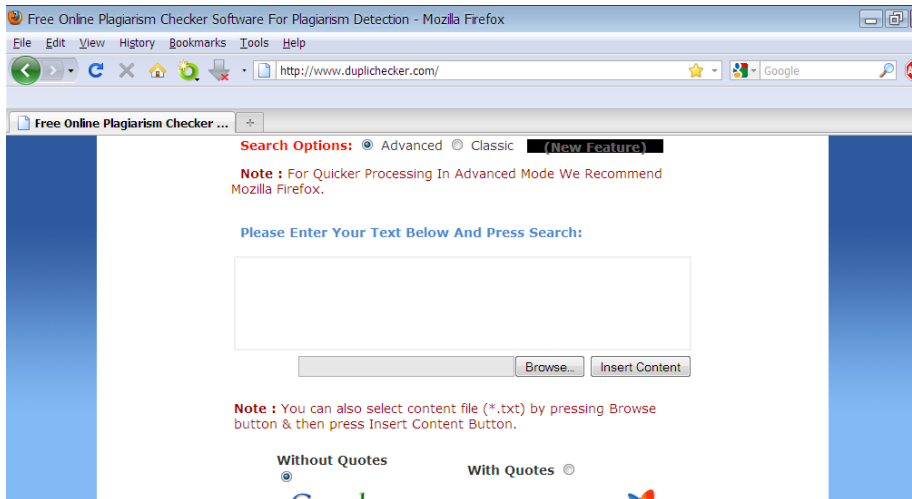 Free Online Plagiarism Checker Software For Plagiarism Detection - Mozilla Firefox
File Edit View History Bookmarks Tools Help
http://www.duplichecker.com/ Google
Free Online Plagiarism Checker ...
Search Options: Advanced Classic (New Feature)
Note : For Quicker Processing In Advanced Mode We Recommend
Mozilla Firefox.
Please Enter Your Text Below And Press Search:
Browse... Insert Content
Note : You can also select content file (*.txt) by pressing Browse
button & then press Insert Content Button.
Without Quotes With Quotes